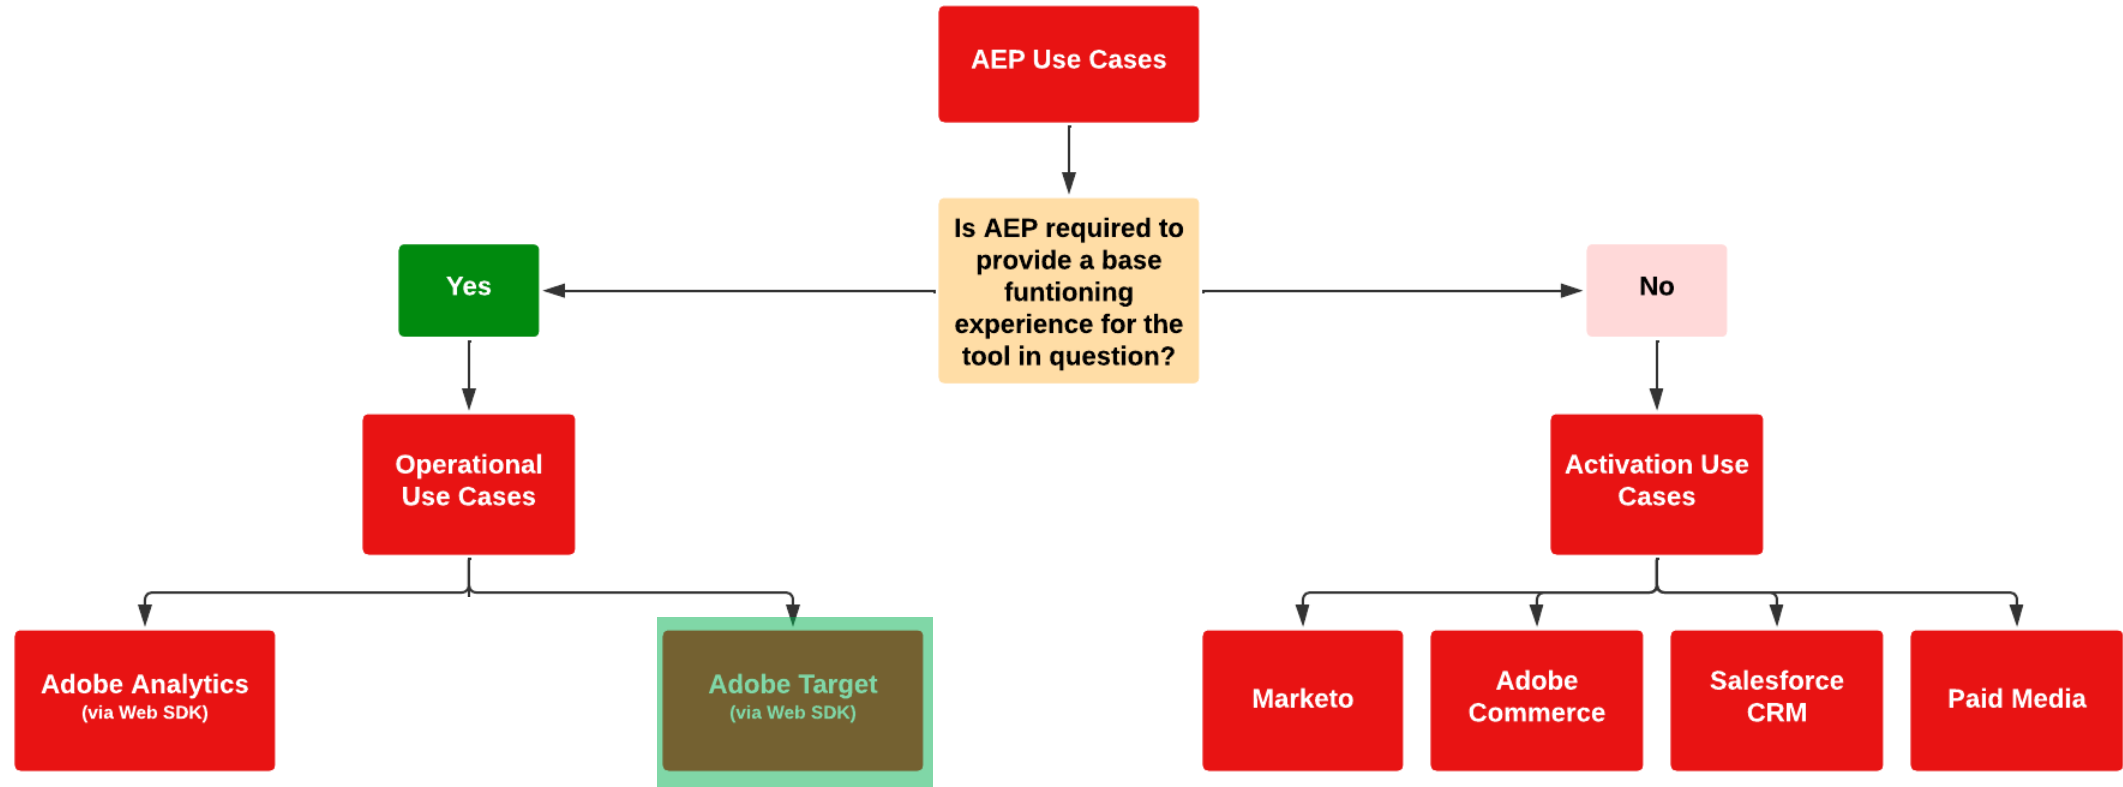 AEP Use Cases
Is AEP required to
provide a base
funtioning
experience for the
tool in question?
Yes
No
Operational
Use Cases
Activation Use
Cases
Adobe Analytics
(via Web SDK)
Adobe Target
(via Web SDK)
Marketo
Adobe
Commerce
Salesforce
CRM
Paid Media